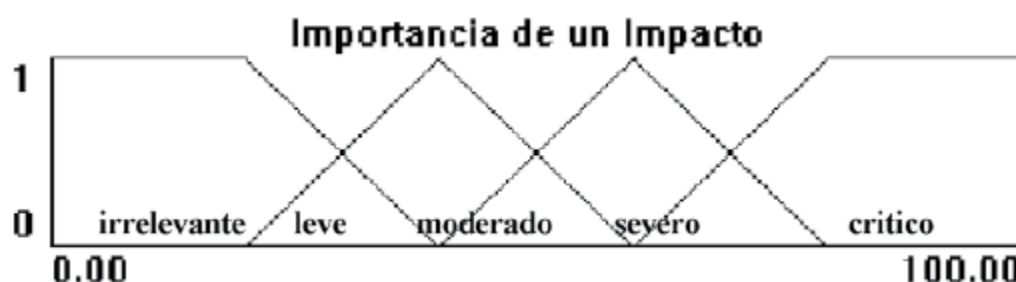 Importancia de un Impacto
1
0
irrelevante leve moderado severo critico
0.00 100.00